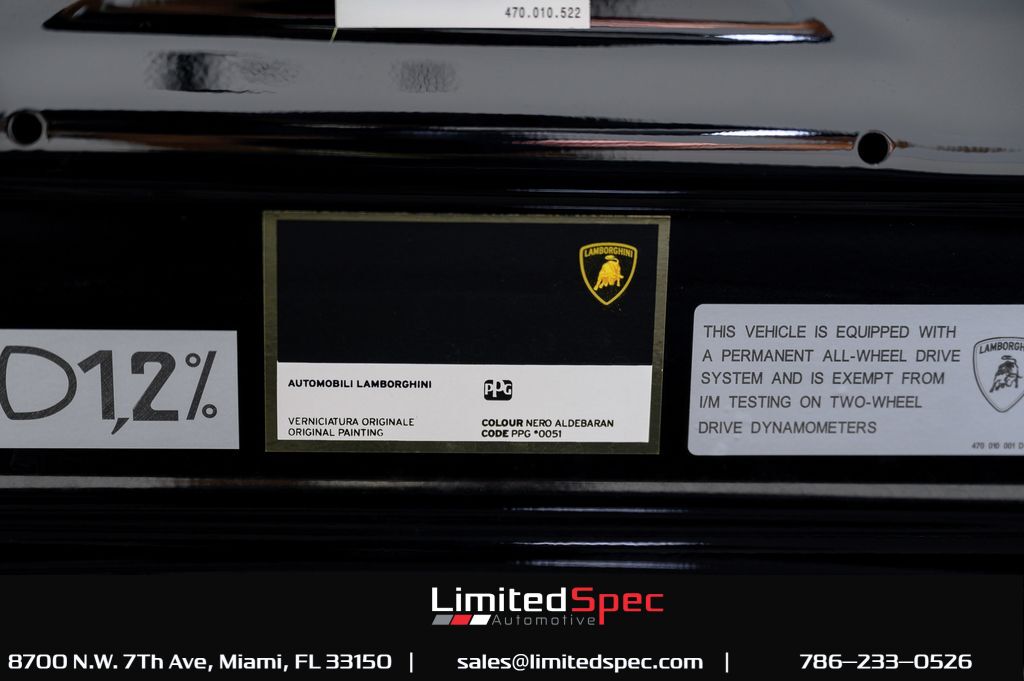 470.010.522
LAMBORGHINI
D1,2%
AUTOMOBILI LAMBORGHINI
PPG
VERNICIATURA ORIGINALE
ORIGINAL PAINTING
COLOUR NERO ALDEBARAN
CODE PPG *0051
THIS VEHICLE IS EQUIPPED WITH
A PERMANENT ALL-WHEEL DRIVE
SYSTEM AND IS EXEMPT FROM
I/M TESTING ON TWO-WHEEL
DRIVE DYNAMOMETERS
LAMBORGH
470 010 001 D
LimitedSpec
Automotive
8700 N.W. 7Th Ave, Miami, FL 33150 | sales@limitedspec.com | 786-233-0526